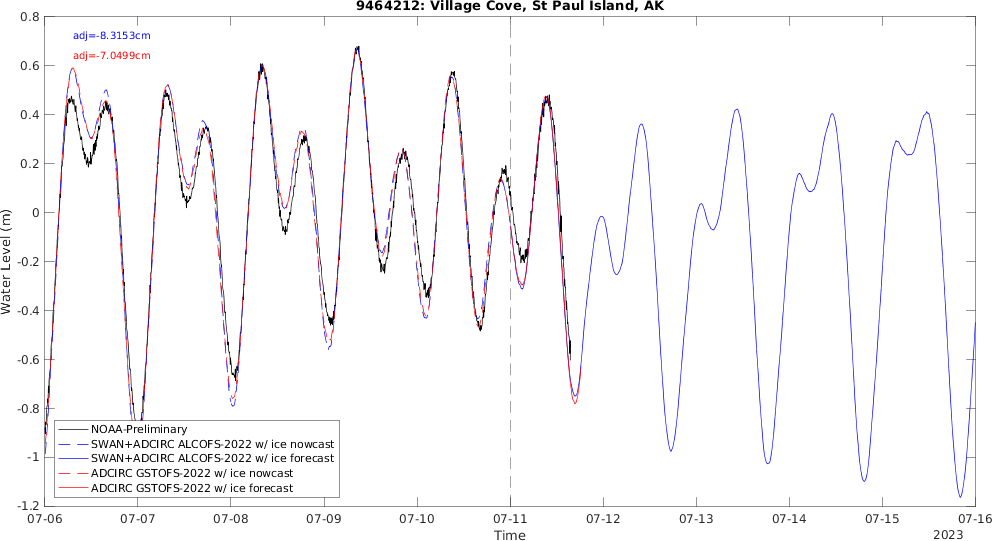 9464212: Village Cove, St Paul Island, AK
adj=-8.3153cm
adj=-7.0499cm
Water Level (m)
0.8
0.6
0.4
0.2
0
-0.2
-0.4
-0.6
-0.8
-1
-1.2
NOAA-Preliminary
SWAN+ADCIRC ALCOFS-2022 w/ ice nowcast
SWAN+ADCIRC ALCOFS-2022 w/ ice forecast
ADCIRC GSTOFS-2022 w/ ice nowcast
ADCIRC GSTOFS-2022 w/ ice forecast
07-06 07-07 07-08 07-09 07-10 07-11 07-12 07-13 07-14 07-15 07-16
Time
2023